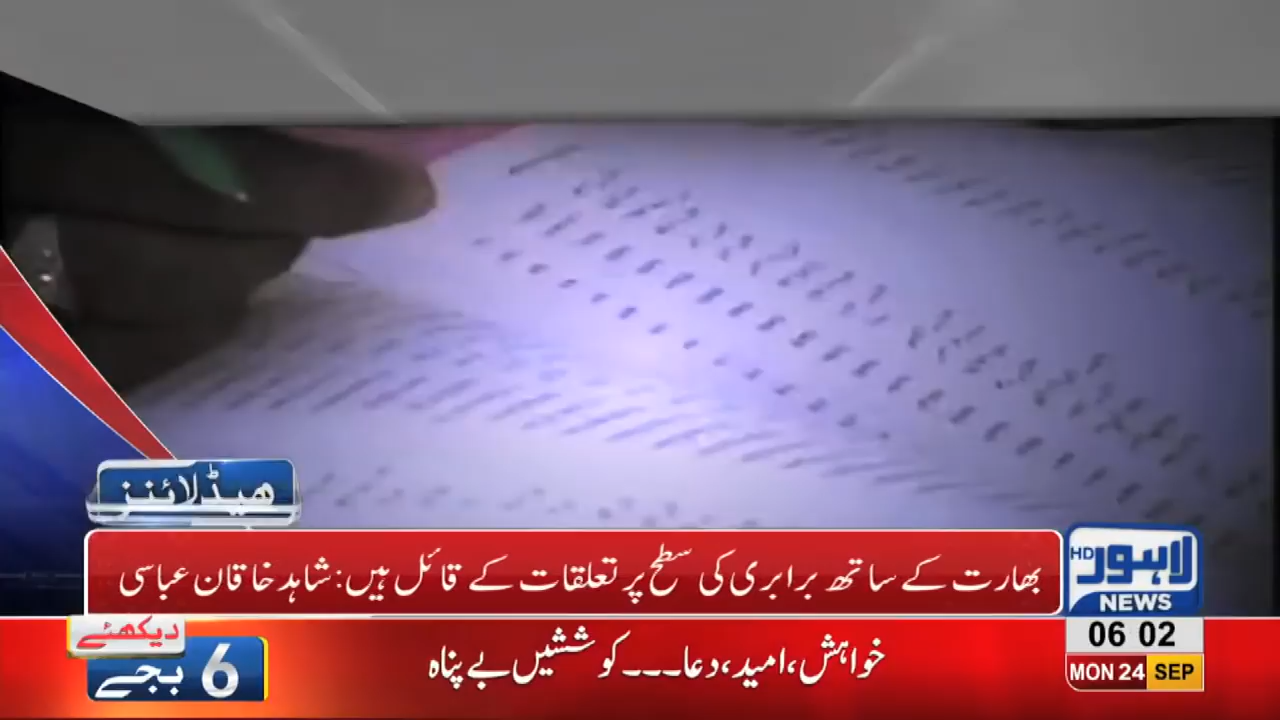 ہیڈلائنز
بھارت کے ساتھ برابری کی سطح پر تعلقات کے قائل ہیں: شاہد خاقان عباسی
HD لاہور
NEWS
دیکھئے
6 بجے
خواہش، امید، دعا۔۔۔ کوششیں بے پناہ
06 02
MON 24 SEP